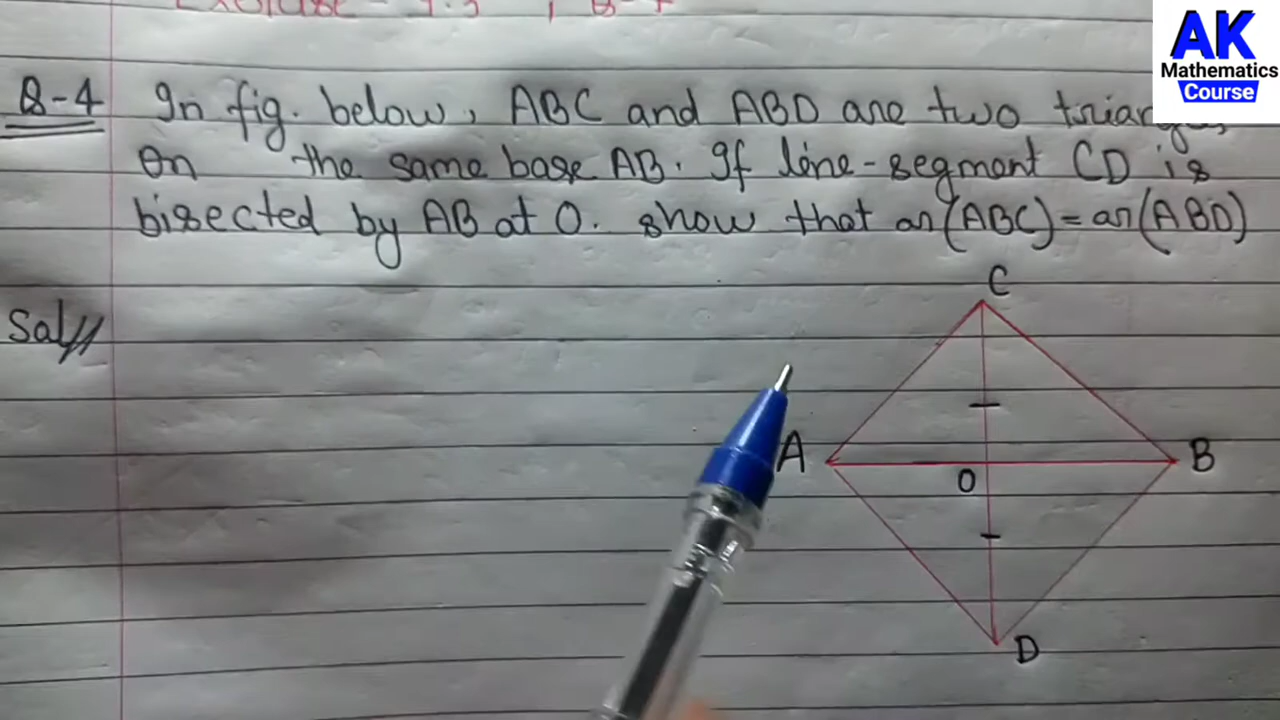 AK
Mathematics
Course
Q-4 In fig. below, ABC and ABD are two
on the same base AB. If line-segment CD is
bisected by AB at O. show that ar(ABC)=ar(ABD)
Sol//
C
A
B
O
D